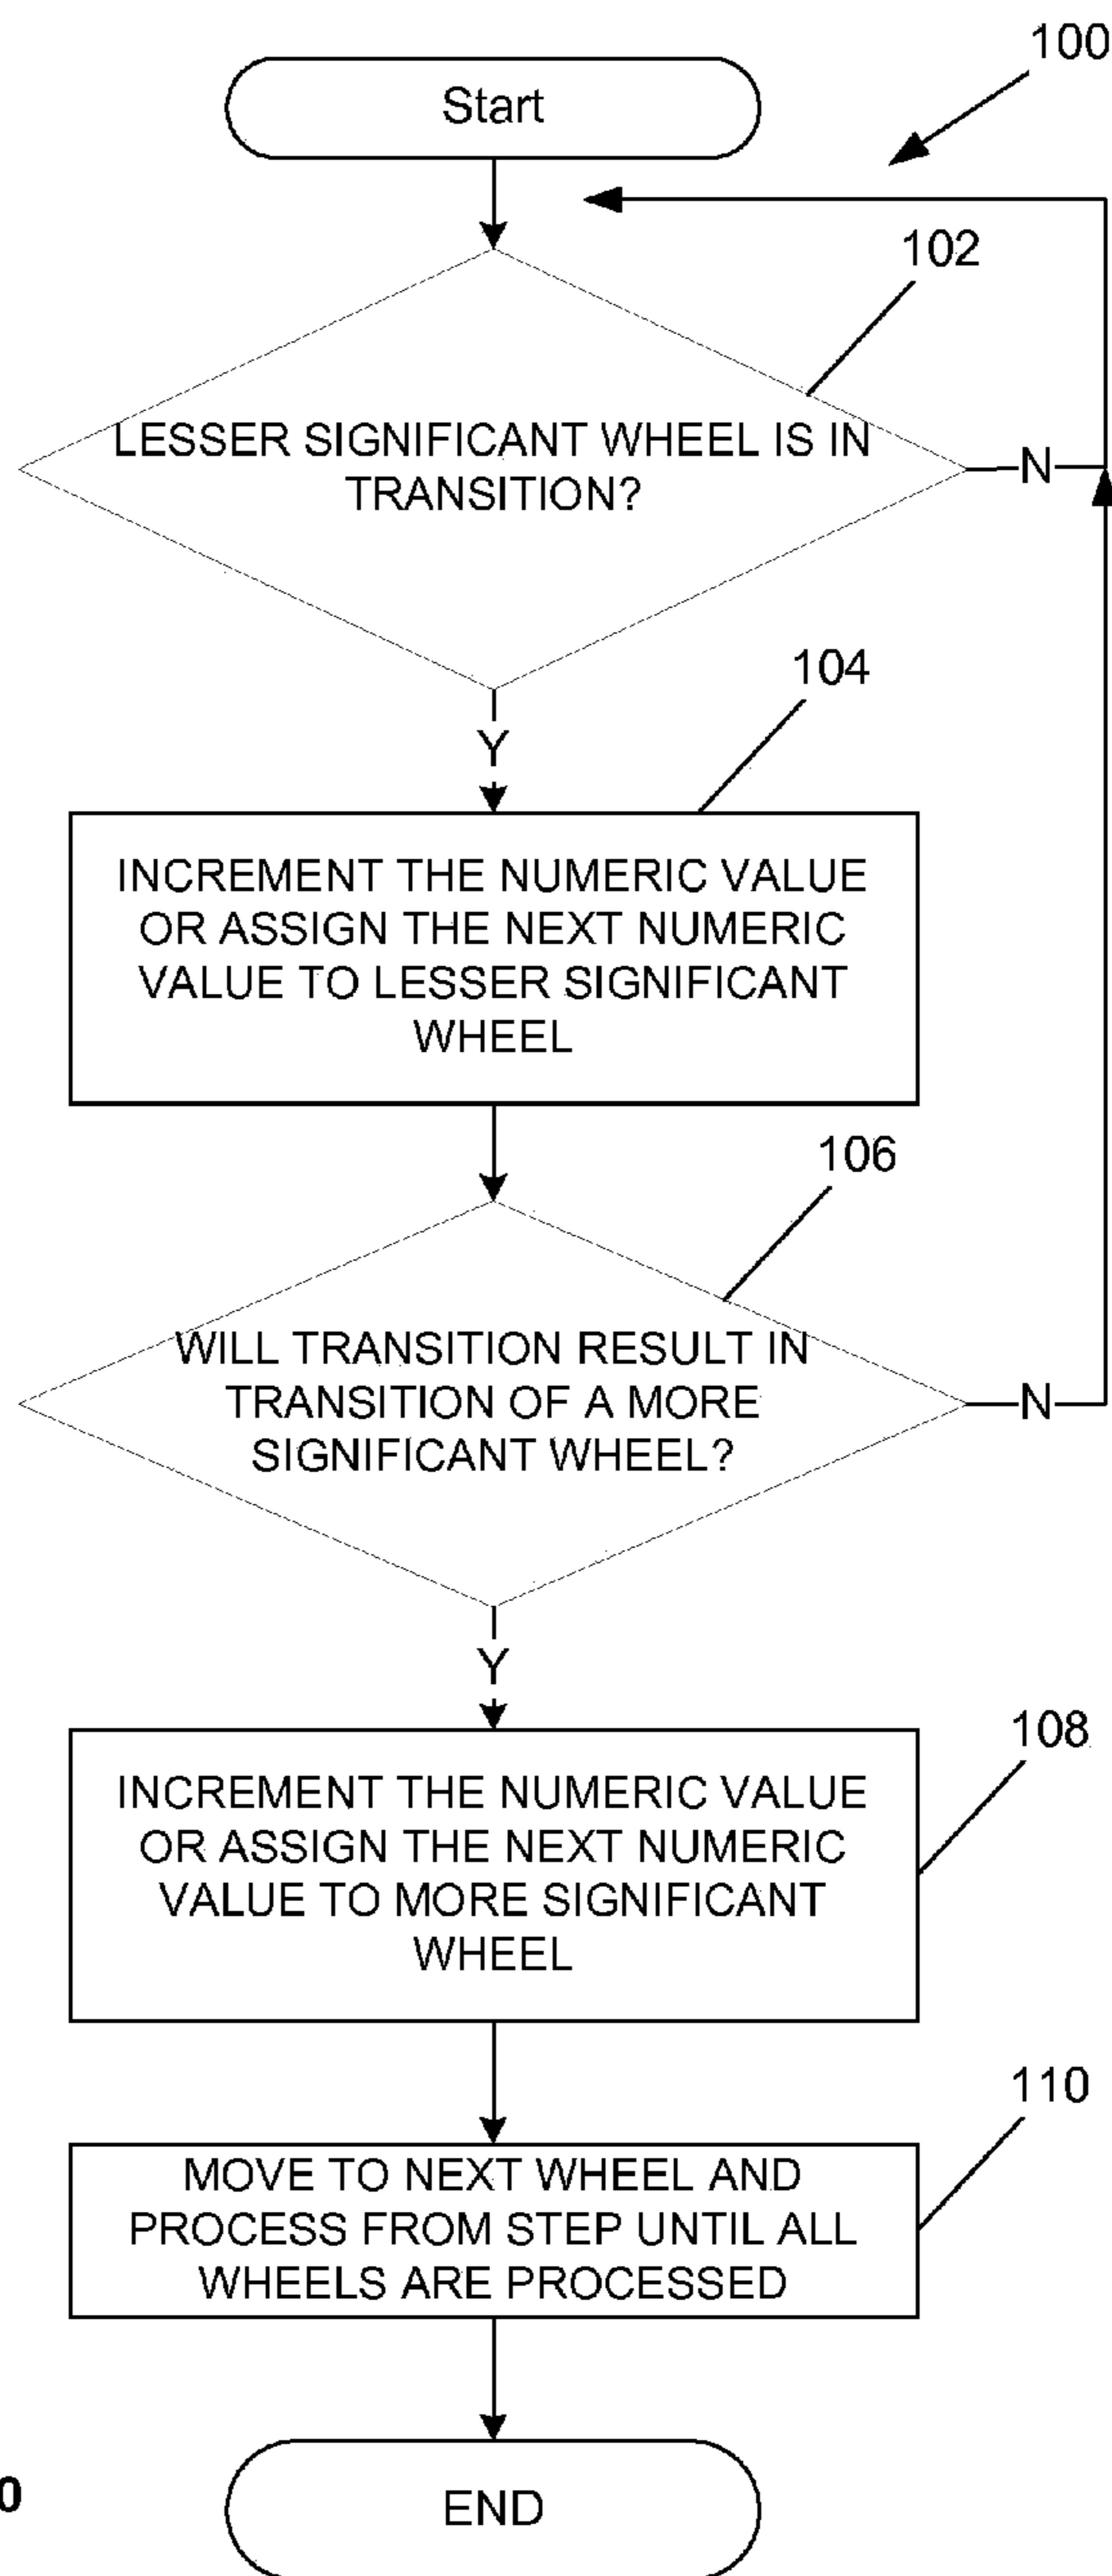 100
Start
102
LESSER SIGNIFICANT WHEEL IS IN
TRANSITION?
N
104
Y
INCREMENT THE NUMERIC VALUE
OR ASSIGN THE NEXT NUMERIC
VALUE TO LESSER SIGNIFICANT
WHEEL
106
WILL TRANSITION RESULT IN
TRANSITION OF A MORE
SIGNIFICANT WHEEL?
N
Y
108
INCREMENT THE NUMERIC VALUE
OR ASSIGN THE NEXT NUMERIC
VALUE TO MORE SIGNIFICANT
WHEEL
110
MOVE TO NEXT WHEEL AND
PROCESS FROM STEP UNTIL ALL
WHEELS ARE PROCESSED
0
END